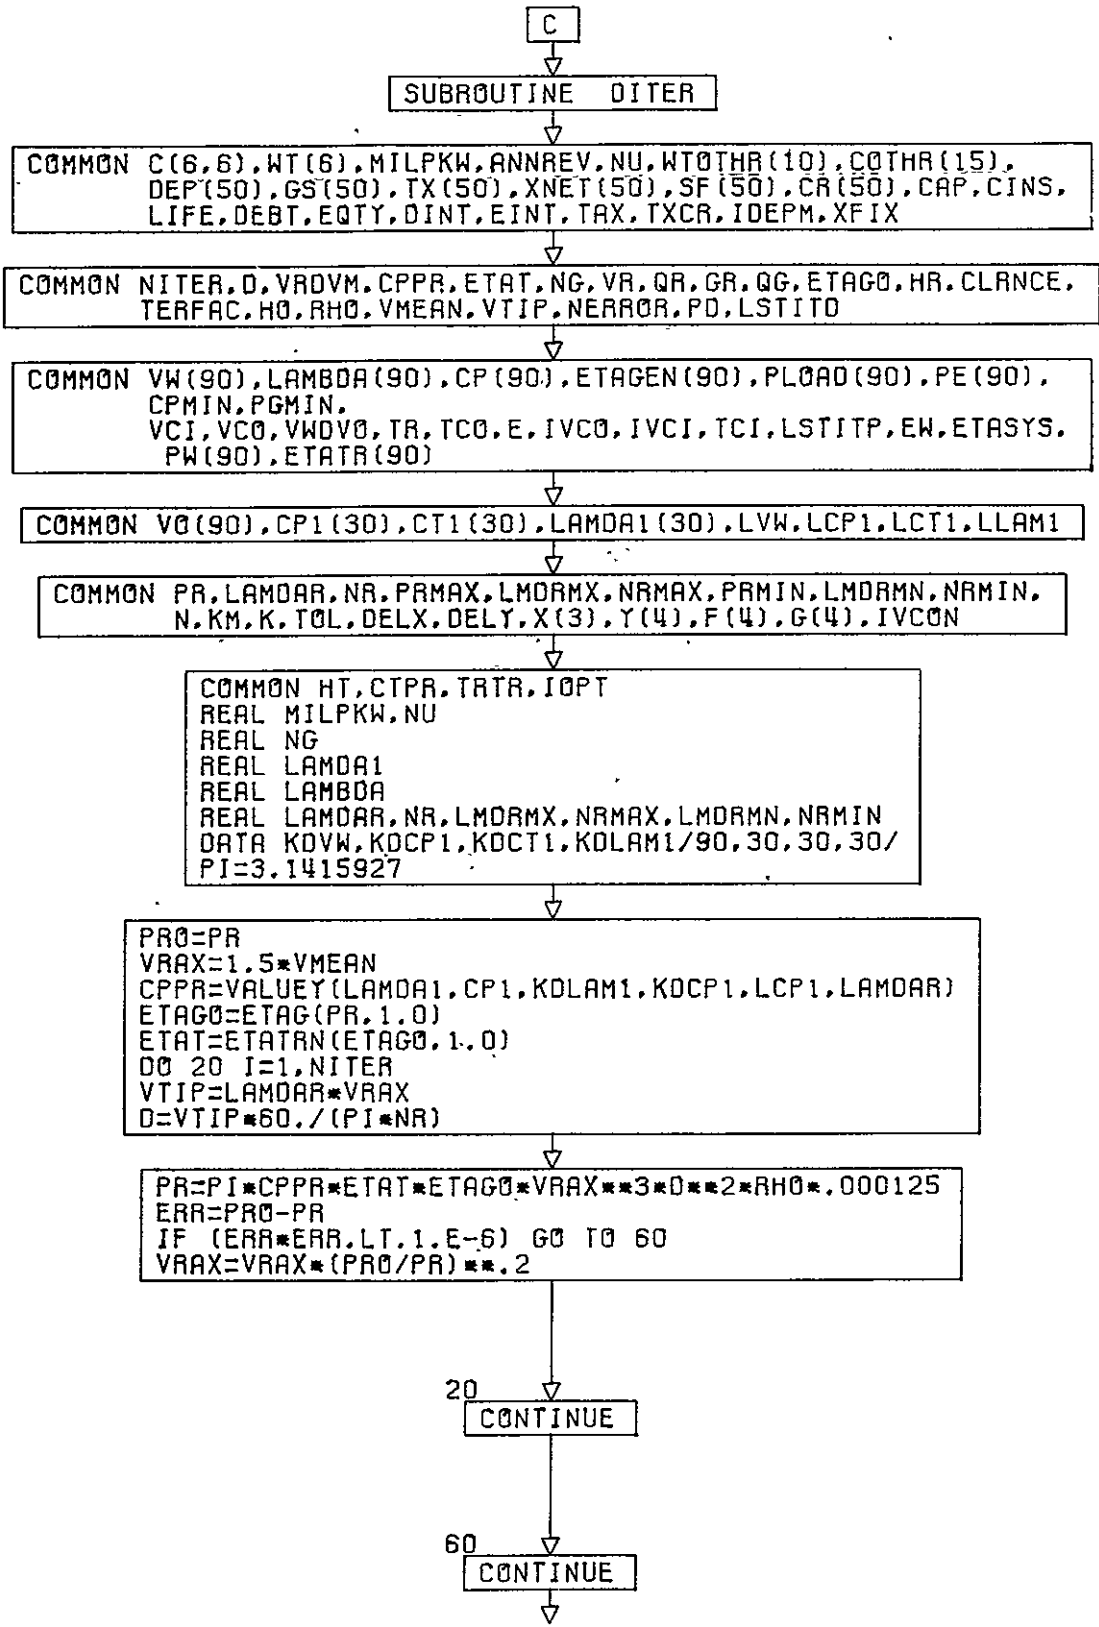 C
SUBROUTINE DITER
COMMON C(6,6),WT(6),MILPKW,ANNREV,NU,WTOTHR(10),COTHR(15),
DEP(50),GS(50),TX(50),XNET(50),SF(50),CR(50),CAP,CINS,
LIFE,DEBT,EQTY,DINT,EINT,TAX,TXCR,IDEPM,XFIX
COMMON NITER,D,VRDVM,CPPR,ETAT,NG,VR,QR,GR,QG,ETAGO,HR,CLRNCE,
TERFAC,HO,RHO,VMEAN,VTIP,NERROR,PD,LSTITD
COMMON VW(90),LAMBDA(90),CP(90),ETAGEN(90),PLOAD(90),PE(90),
CPMIN,PGMIN,
VCI,VCO,VWDVO,TR,TCO,E,IVCO,IVCI,TCI,LSTITP,EW,ETASYS,
PW(90),ETATR(90)
COMMON VO(90),CP1(30),CT1(30),LAMDA1(30),LVW,LCP1,LCT1,LLAM1
COMMON PR,LAMDAR,NR,PRMAX,LMDRMX,NRMAX,PRMIN,LMDRMN,NRMIN,
N,KM,K,TOL,DELX,DELY,X(3),Y(4),F(4),G(4),IVCON
COMMON HT,CTPR,TRTR,IOPT
REAL MILPKW,NU
REAL NG
REAL LAMDA1
REAL LAMBDA
REAL LAMDAR,NR,LMDRMX,NRMAX,LMDRMN,NRMIN
DATA KDVW,KDCP1,KDCT1,KDLAM1/90,30,30,30/
PI=3.1415927
PRO=PR
VRAX=1.5*VMEAN
CPPR=VALUEY(LAMDA1,CP1,KDLAM1,KDCP1,LCP1,LAMDAR)
ETAGO=ETAG(PR,1.0)
ETAT=ETATRN(ETAGO,1.0)
DO 20 I=1,NITER
VTIP=LAMDAR*VRAX
D=VTIP*60./(PI*NR)
PR=PI*CPPR*ETAT*ETAGO*VRAX**3*D**2*RHO*.000125
ERR=PRO-PR
IF (ERR*ERR.LT.1.E-6) GO TO 60
VRAX=VRAX*(PRO/PR)**.2
20
CONTINUE
60
CONTINUE